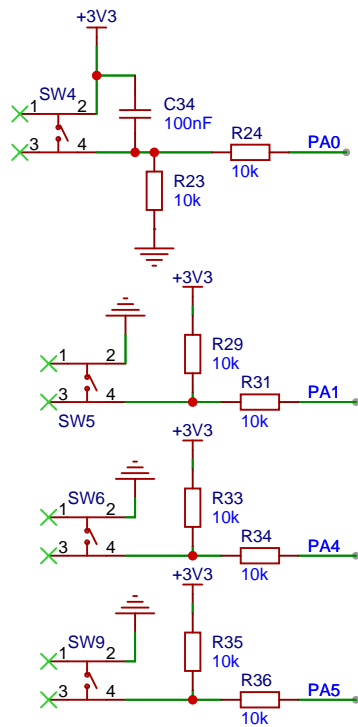 +3V3
SW4
1 2
3 4
C34
100nF
R24
10k
PA0
R23
10k
+3V3
1 2
3 4
SW5
R29
10k
R31
10k
PA1
+3V3
SW6
1 2
3 4
R33
10k
R34
10k
PA4
+3V3
SW9
1 2
3 4
R35
10k
R36
10k
PA5